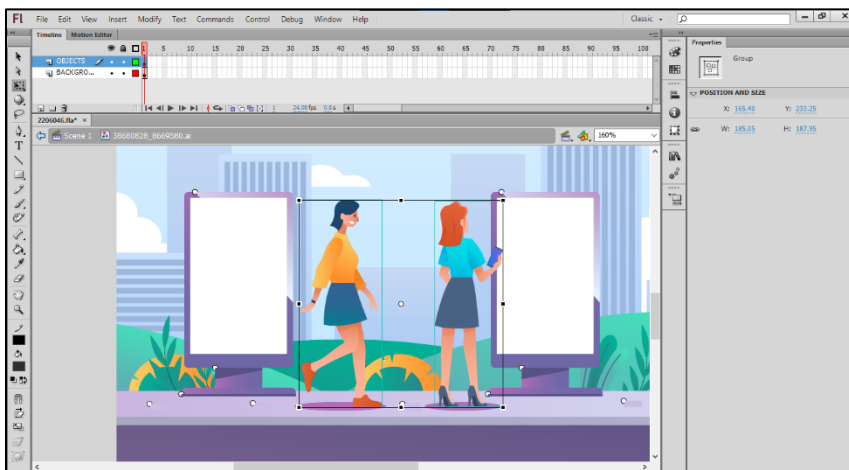 Fl File Edit View Insert Modify Text Commands Control Debug Window Help Classic
Timeline Motion Editor
1 5 10 15 20 25 30 35 40 45 50 55 60 65 70 75 80 85 90 95 100
OBJECTS
BACKGRO...
1 24.00 fps 0.0 s
2206046.fla*
Scene 1 38660826_8669580.ai 160%
T
Properties
Group
POSITION AND SIZE
X: 165.40 Y: 233.25
W: 185.05 H: 187.95